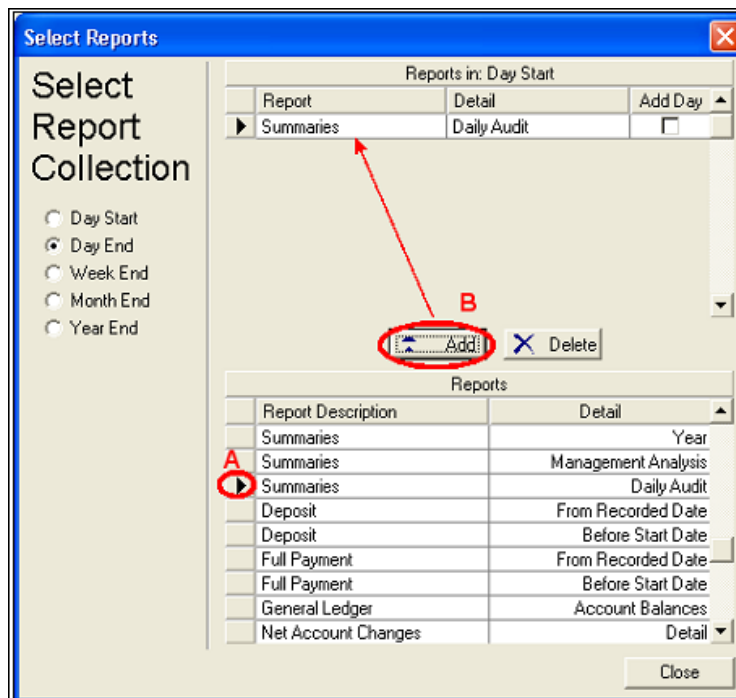 Select Reports
Select
Report
Collection
Day Start
Day End
Week End
Month End
Year End
Reports in: Day Start
Report Detail Add Day
Summaries Daily Audit
B
Add Delete
Reports
Report Description Detail
Summaries Year
A
Summaries Management Analysis
Summaries Daily Audit
Deposit From Recorded Date
Deposit Before Start Date
Full Payment From Recorded Date
Full Payment Before Start Date
General Ledger Account Balances
Net Account Changes Detail
Close